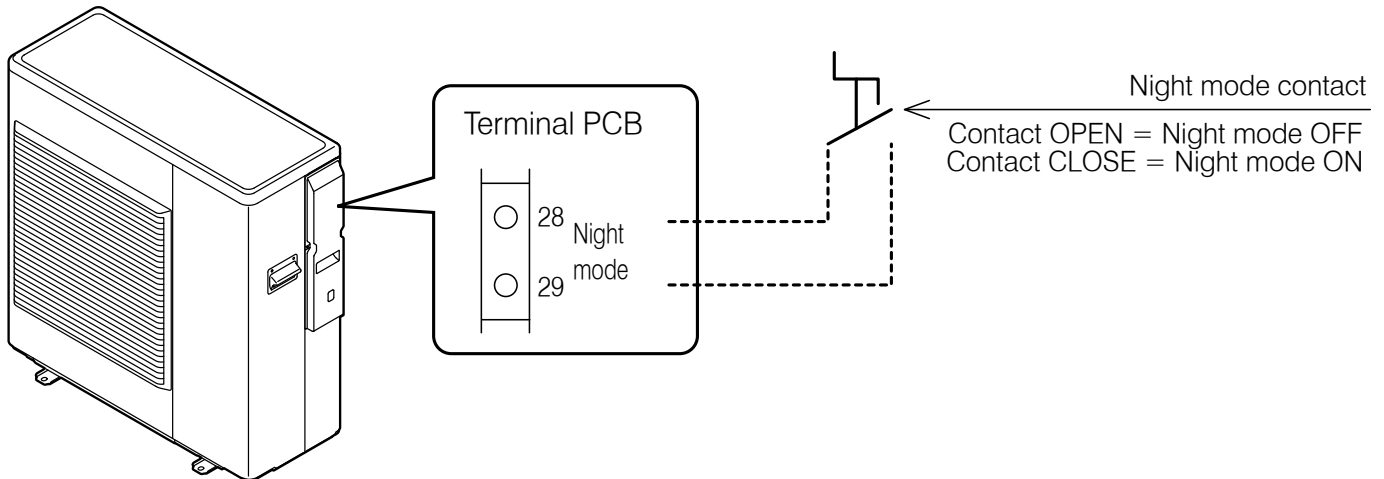 Terminal PCB
28
29
Night
mode
Night mode contact
Contact OPEN = Night mode OFF
Contact CLOSE = Night mode ON